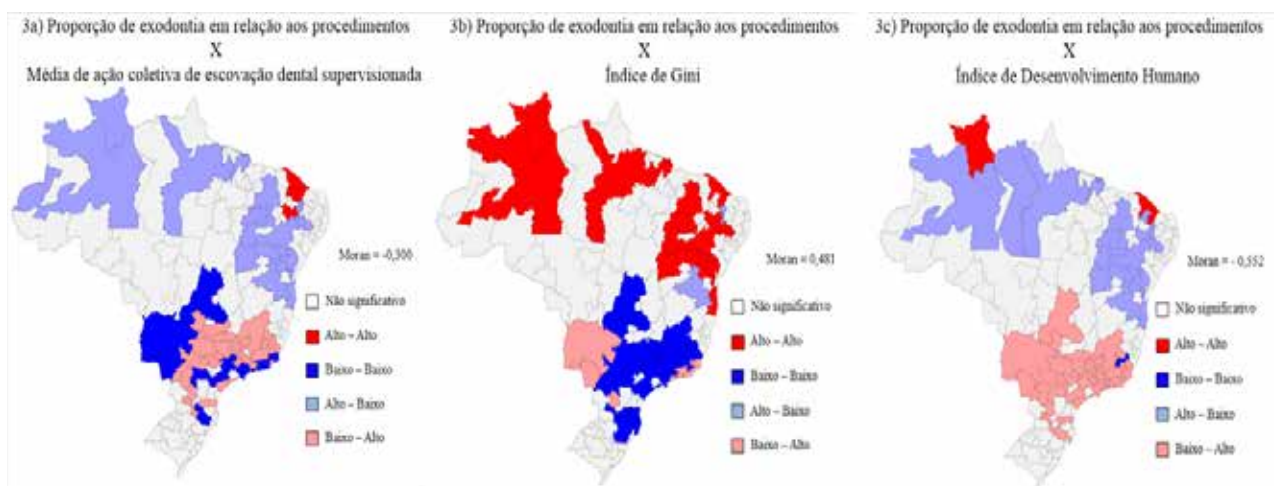 3a) Proporção de exodontia em relação aos procedimentos
X
Média de ação coletiva de escovação dental supervisionada
Moran = -0,300
Não significativo
Alto – Alto
Baixo – Baixo
Alto – Baixo
Baixo – Alto
3b) Proporção de exodontia em relação aos procedimentos
X
Índice de Gini
Moran = 0,481
Não significativo
Alto – Alto
Baixo – Baixo
Alto – Baixo
Baixo – Alto
3c) Proporção de exodontia em relação aos procedimentos
X
Índice de Desenvolvimento Humano
Moran = - 0,552
Não significativo
Alto – Alto
Baixo – Baixo
Alto – Baixo
Baixo – Alto